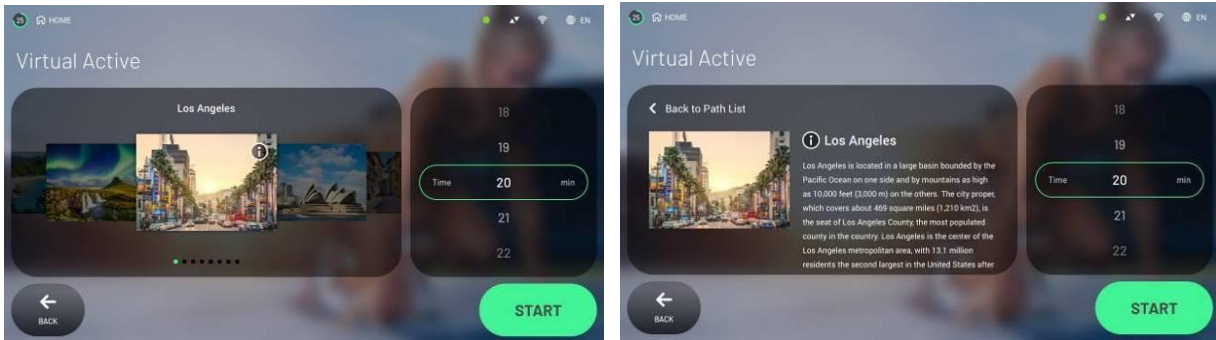 25 HOME EN
Virtual Active
Los Angeles
18
19
Time 20 min
21
22
BACK
START
25 HOME EN
Virtual Active
Back to Path List
Los Angeles
Los Angeles is located in a large basin bounded by the
Pacific Ocean on one side and by mountains as high
as 10,000 feet (3,000 m) on the others. The city proper,
which covers about 469 square miles (1,210 km2), is
the seat of Los Angeles County, the most populated
county in the country. Los Angeles is the center of the
Los Angeles metropolitan area, with 13.1 million
residents the second largest in the United States after
18
19
Time 20 min
21
22
BACK
START